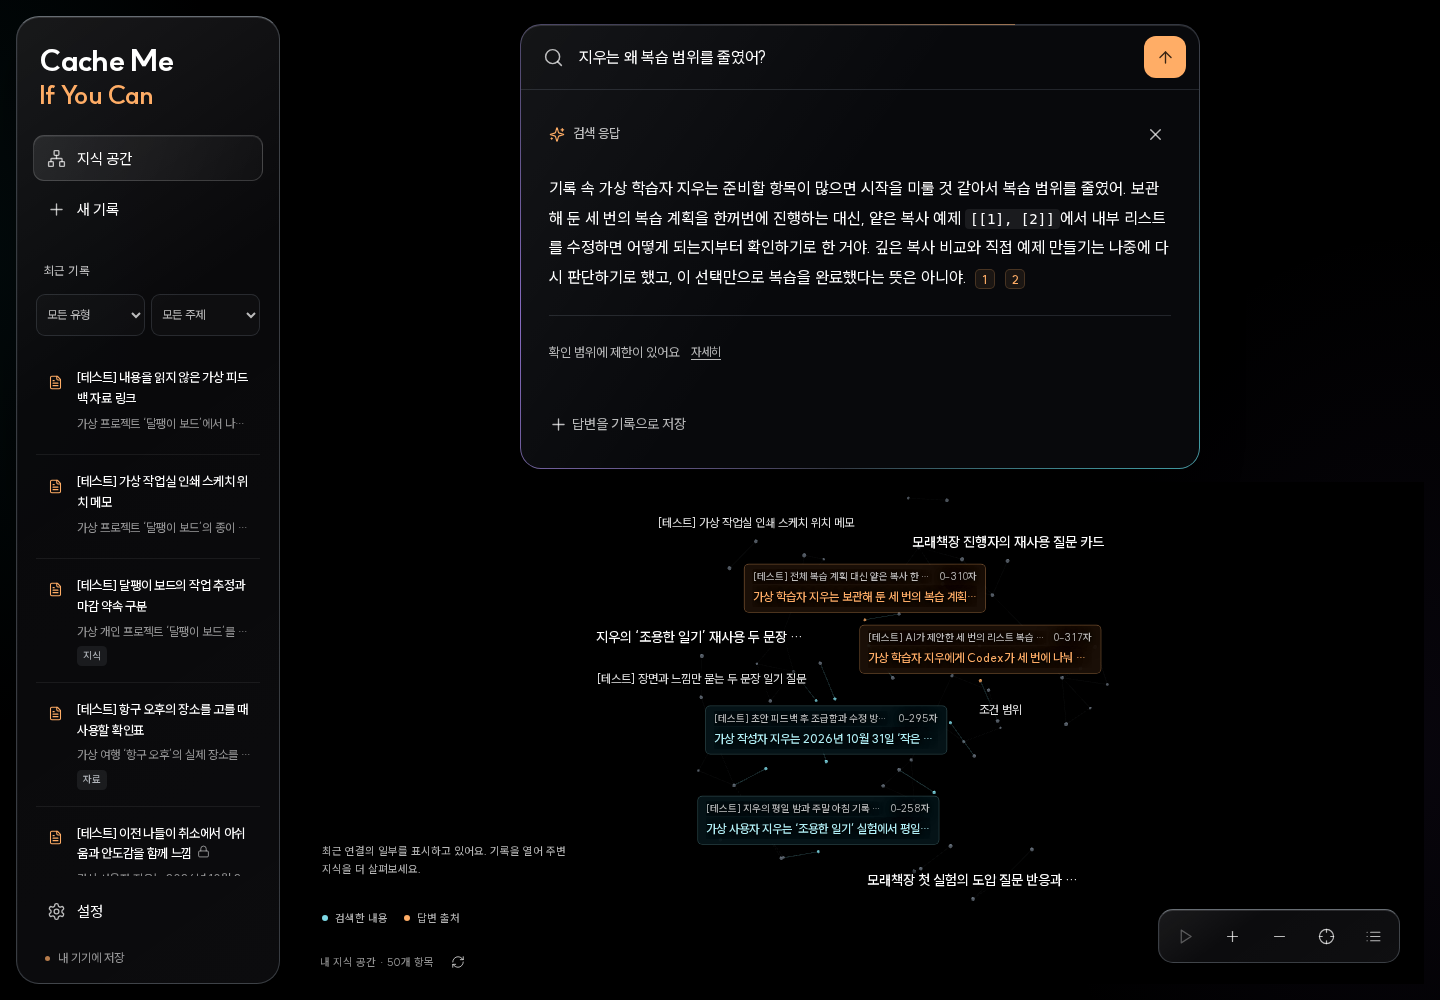 Cache Me
If You Can
지식 공간
새 기록
최근 기록
모든 유형
모든 주제
[테스트] 내용을 읽지 않은 가상 피드
백 자료 링크
가상 프로젝트 ‘달팽이 보드’에서 나…
[테스트] 가상 작업실 인쇄 스케치 위
치 메모
가상 프로젝트 ‘달팽이 보드’의 종이 …
[테스트] 달팽이 보드의 작업 추정과
마감 약속 구분
가상 개인 프로젝트 ‘달팽이 보드’를 …
지식
[테스트] 항구 오후의 장소를 고를 때
사용할 확인표
가상 여행 ‘항구 오후’의 실제 장소를 …
자료
[테스트] 이전 나들이 취소에서 아쉬
움과 안도감을 함께 느낌
설정
내 기기에 저장
지우는 왜 복습 범위를 줄였어?
검색 응답
기록 속 가상 학습자 지우는 준비할 항목이 많으면 시작을 미룰 것 같아서 복습 범위를 줄였어. 보관
해 둔 세 번의 복습 계획을 한꺼번에 진행하는 대신, 얕은 복사 예제 [[1], [2]]에서 내부 리스트
를 수정하면 어떻게 되는지부터 확인하기로 한 거야. 깊은 복사 비교와 직접 예제 만들기는 나중에 다
시 판단하기로 했고, 이 선택만으로 복습을 완료했다는 뜻은 아니야. 1 2
확인 범위에 제한이 있어요 자세히
답변을 기록으로 저장
[테스트] 가상 작업실 인쇄 스케치 위치 메모
모래책장 진행자의 재사용 질문 카드
[테스트] 전체 복습 계획 대신 얕은 복사 한 … 0–310자
가상 학습자 지우는 보관해 둔 세 번의 복습 계획…
지우의 ‘조용한 일기’ 재사용 두 문장 …
[테스트] AI가 제안한 세 번의 리스트 복습 … 0–317자
가상 학습자 지우에게 Codex가 세 번에 나눠 …
[테스트] 장면과 느낌만 묻는 두 문장 일기 질문
조건 범위
[테스트] 초안 피드백 후 조급함과 수정 방… 0–295자
가상 작성자 지우는 2026년 10월 31일 ‘작은 …
[테스트] 지우의 평일 밤과 주말 아침 기록 … 0–258자
가상 사용자 지우는 ‘조용한 일기’ 실험에서 평일…
모래책장 첫 실험의 도입 질문 반응과 …
최근 연결의 일부를 표시하고 있어요. 기록을 열어 주변
지식을 더 살펴보세요.
검색한 내용
답변 출처
내 지식 공간 · 50개 항목